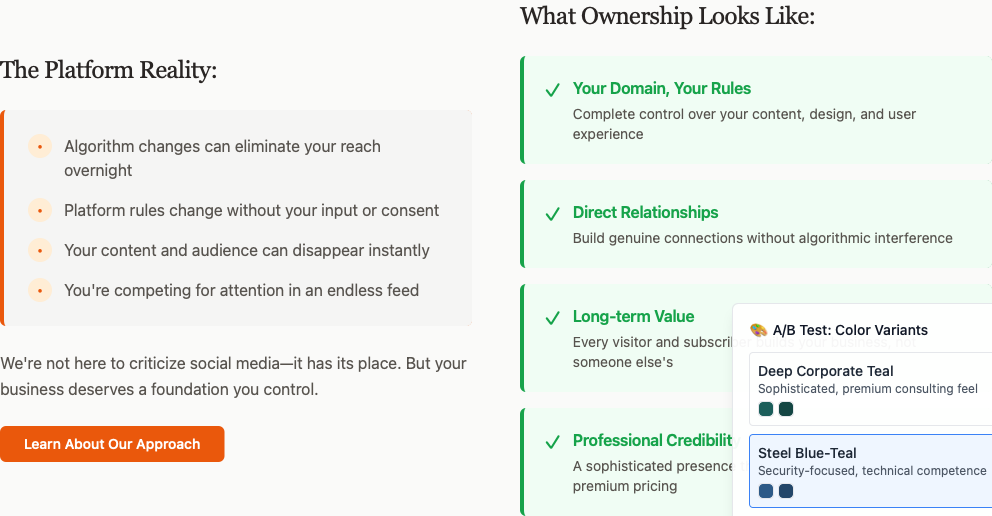 The Platform Reality:
Algorithm changes can eliminate your reach
overnight
Platform rules change without your input or consent
Your content and audience can disappear instantly
You're competing for attention in an endless feed
We're not here to criticize social media—it has its place. But your
business deserves a foundation you control.
Learn About Our Approach
What Ownership Looks Like:
Your Domain, Your Rules
Complete control over your content, design, and user
experience
Direct Relationships
Build genuine connections without algorithmic interference
Long-term Value
Every visitor and subscriber builds your business, not
someone else's
Professional Credibilit
A sophisticated presence
premium pricing
🎨 A/B Test: Color Variants
Deep Corporate Teal
Sophisticated, premium consulting feel
Steel Blue-Teal
Security-focused, technical competence